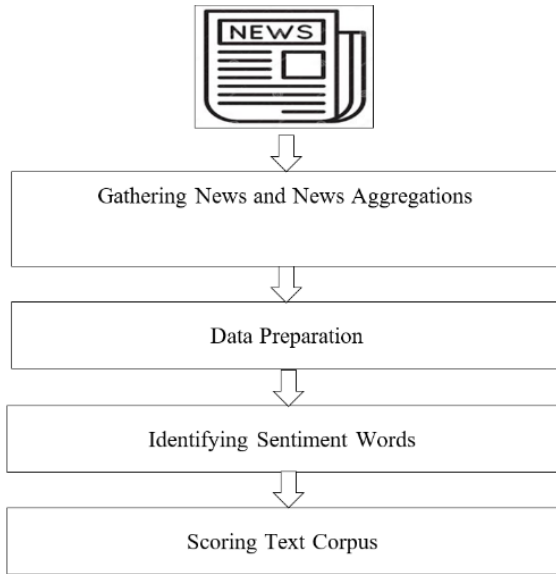 NEWS
Gathering News and News Aggregations
Data Preparation
Identifying Sentiment Words
Scoring Text Corpus